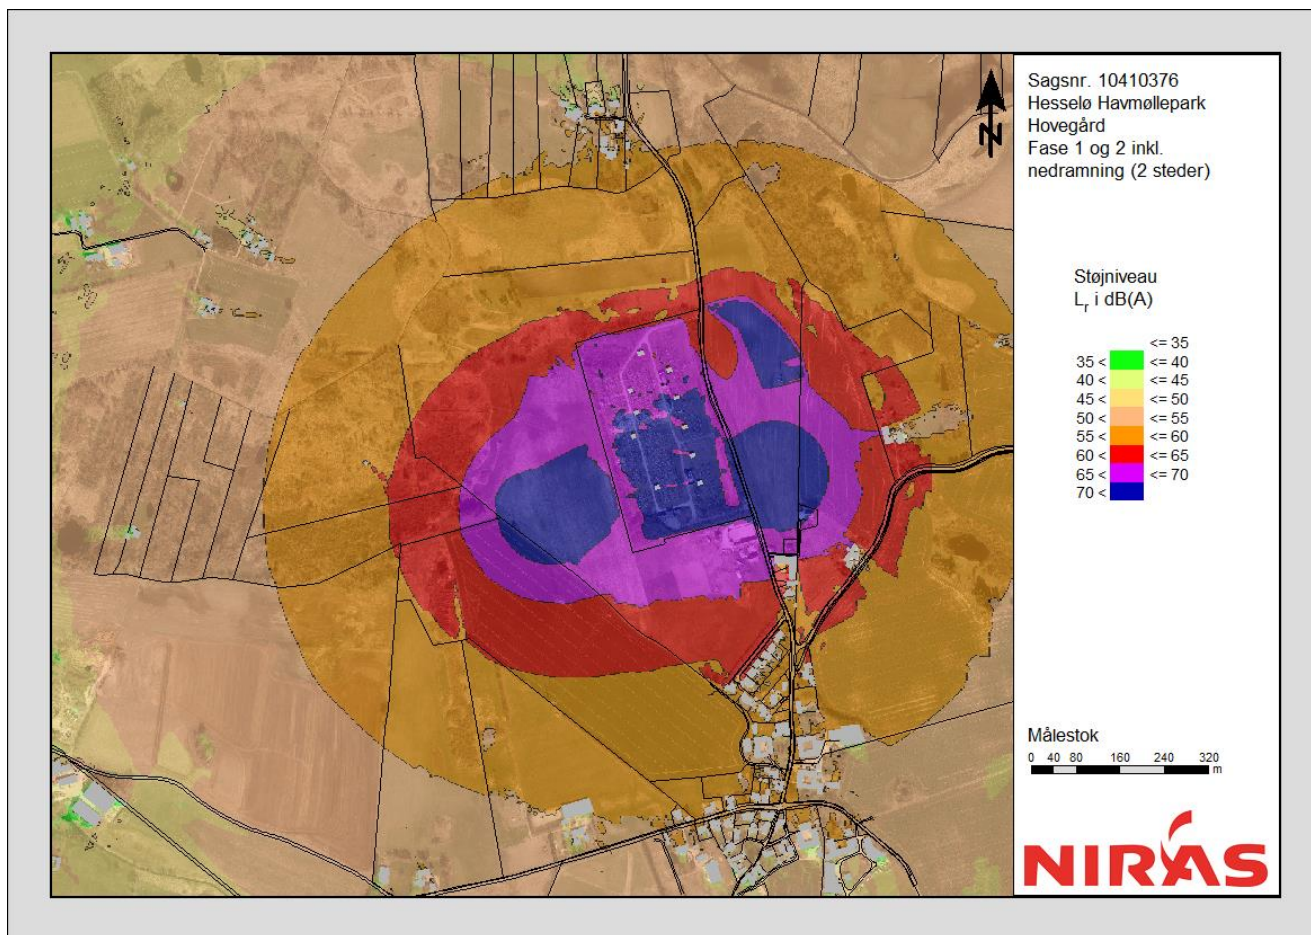 Sagsnr. 10410376
Hesselø Havmøllepark
Hovegård
Fase 1 og 2 inkl.
nedramning (2 steder)
N
Støjniveau
Lr i dB(A)
<= 35
35 < <= 40
40 < <= 45
45 < <= 50
50 < <= 55
55 < <= 60
60 < <= 65
65 < <= 70
70 <
Målestok
0 40 80 160 240 320
m
NIRÁS